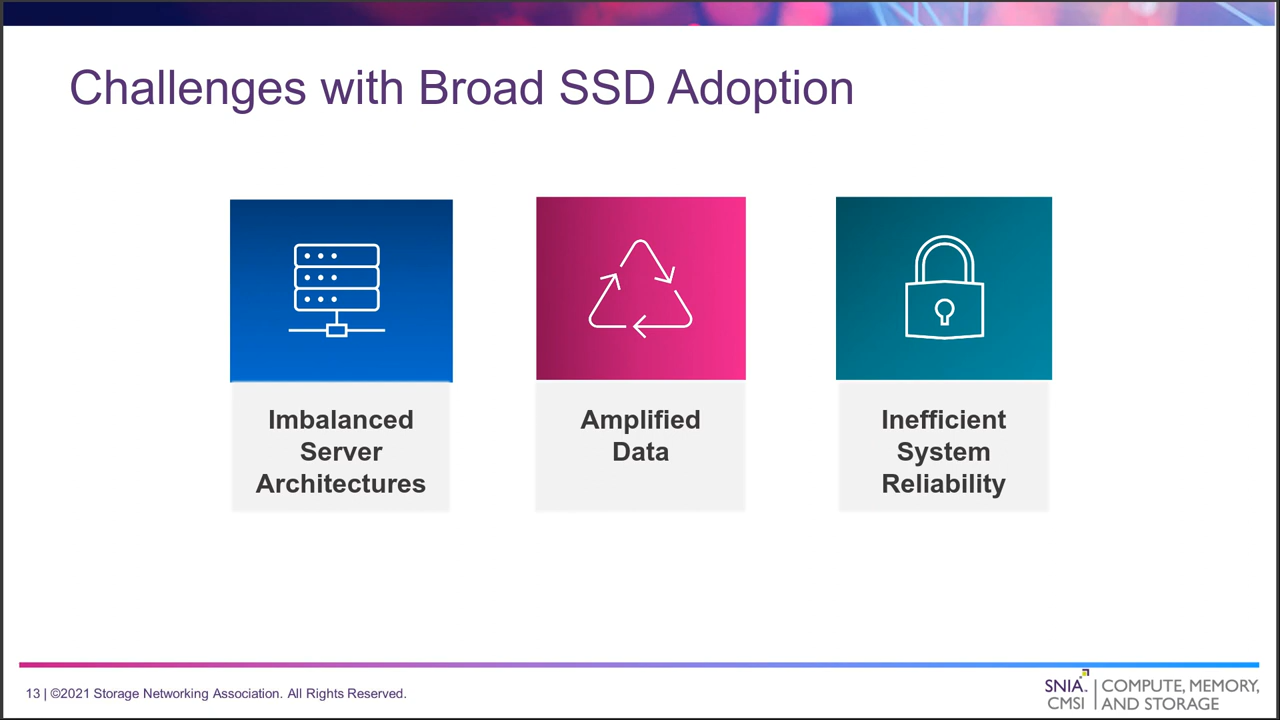 Challenges with Broad SSD Adoption
Imbalanced
Server
Architectures
Amplified
Data
Inefficient
System
Reliability
13 | ©2021 Storage Networking Association. All Rights Reserved.
SNIA. | COMPUTE, MEMORY,
CMSI | AND STORAGE